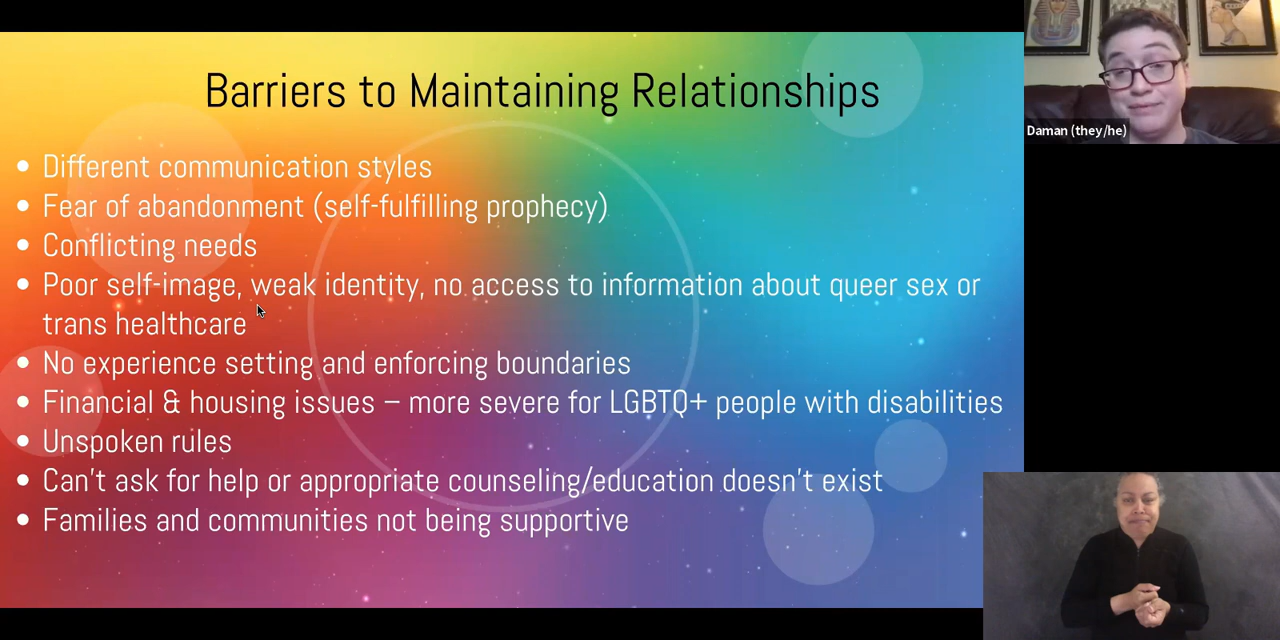 Barriers to Maintaining Relationships
Daman (they/he)
• Different communication styles
• Fear of abandonment (self-fulfilling prophecy)
• Conflicting needs
• Poor self-image, weak identity, no access to information about queer sex or
trans healthcare
• No experience setting and enforcing boundaries
• Financial & housing issues – more severe for LGBTQ+ people with disabilities
• Unspoken rules
• Can't ask for help or appropriate counseling/education doesn't exist
• Families and communities not being supportive